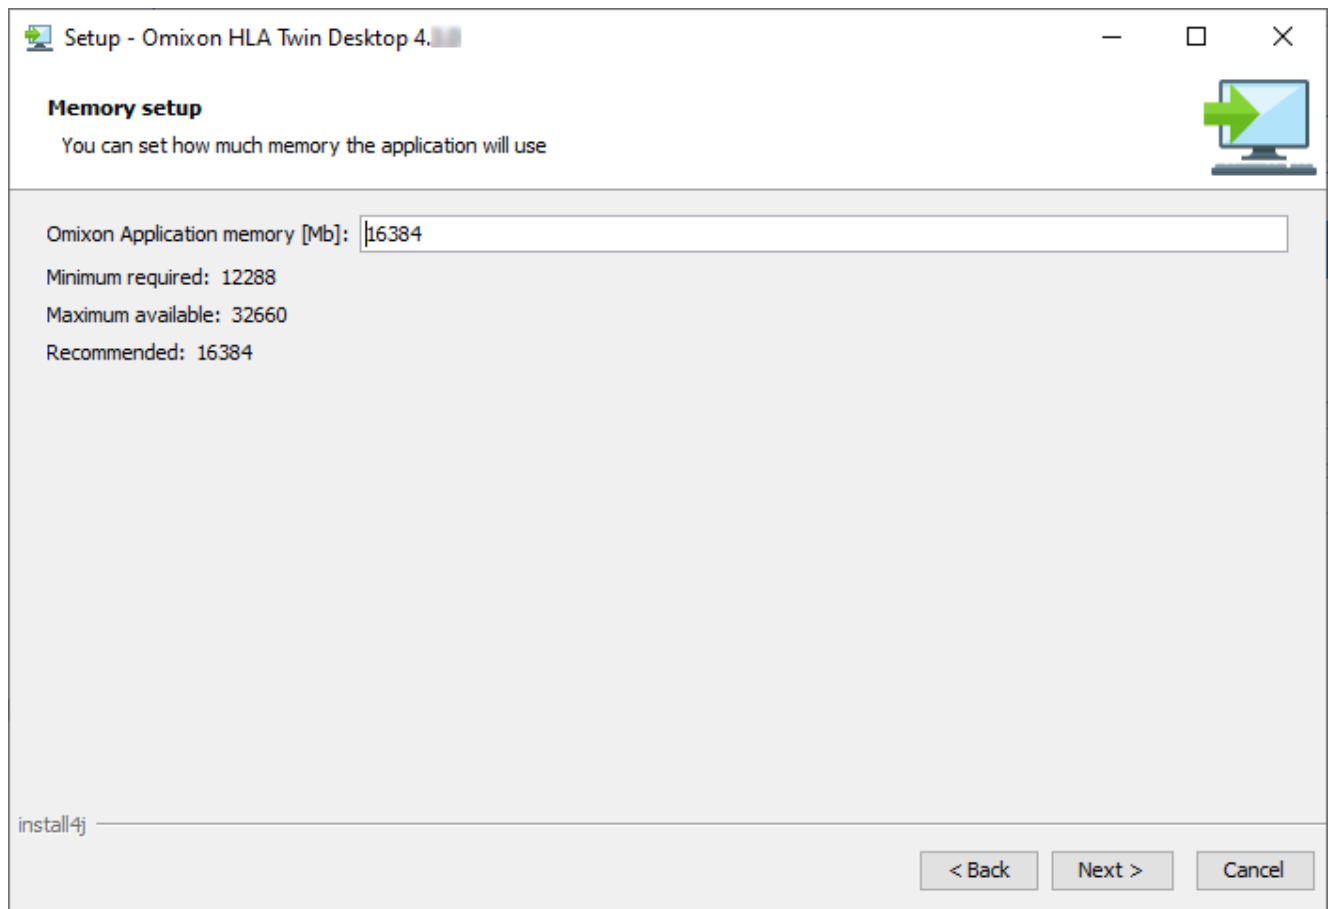 Setup - Omixon HLA Twin Desktop 4.
Memory setup
You can set how much memory the application will use
Omixon Application memory [Mb]: 16384
Minimum required: 12288
Maximum available: 32660
Recommended: 16384
install4j
< Back Next > Cancel